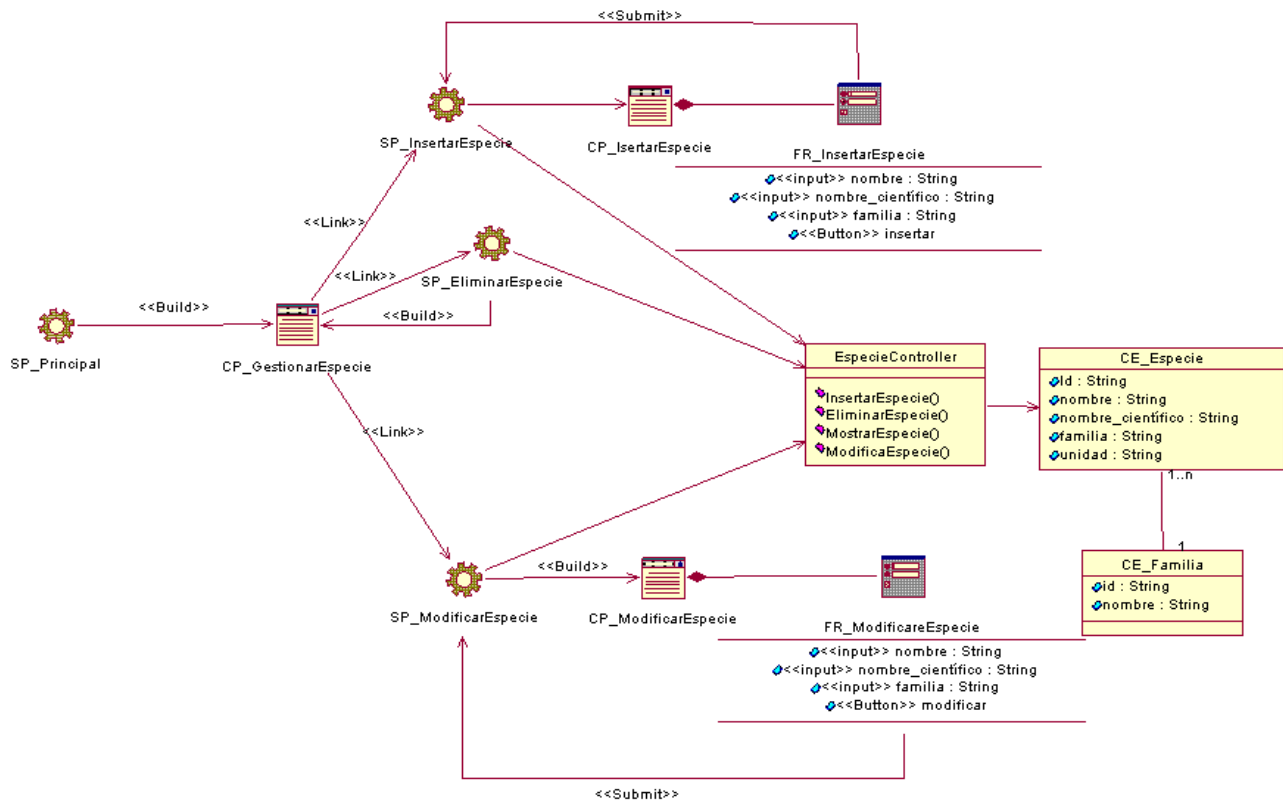 <<Submit>>
SP_InsertarEspecie
CP_IsertarEspecie
FR_InsertarEspecie
<<input>> nombre : String
<<input>> nombre_científico : String
<<input>> familia : String
<<Button>> insertar
<<Link>>
<<Link>>
SP_EliminarEspecie
<<Build>>
<<Build>>
SP_Principal
CP_GestionarEspecie
EspecieController
InsertarEspecie()
EliminarEspecie()
MostrarEspecie()
ModificaEspecie()
CE_Especie
Id : String
nombre : String
nombre_científico : String
familia : String
unidad : String
1..n
1
<<Link>>
CE_Familia
id : String
nombre : String
<<Build>>
SP_ModificarEspecie
CP_ModificarEspecie
FR_ModificareEspecie
<<input>> nombre : String
<<input>> nombre_científico : String
<<input>> familia : String
<<Button>> modificar
<<Submit>>